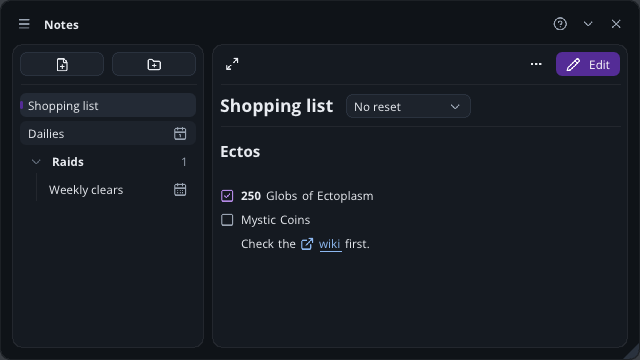 Notes
Edit
Shopping list
Dailies
Raids 1
Weekly clears
Shopping list No reset
Ectos
250 Globs of Ectoplasm
Mystic Coins
Check the wiki first.